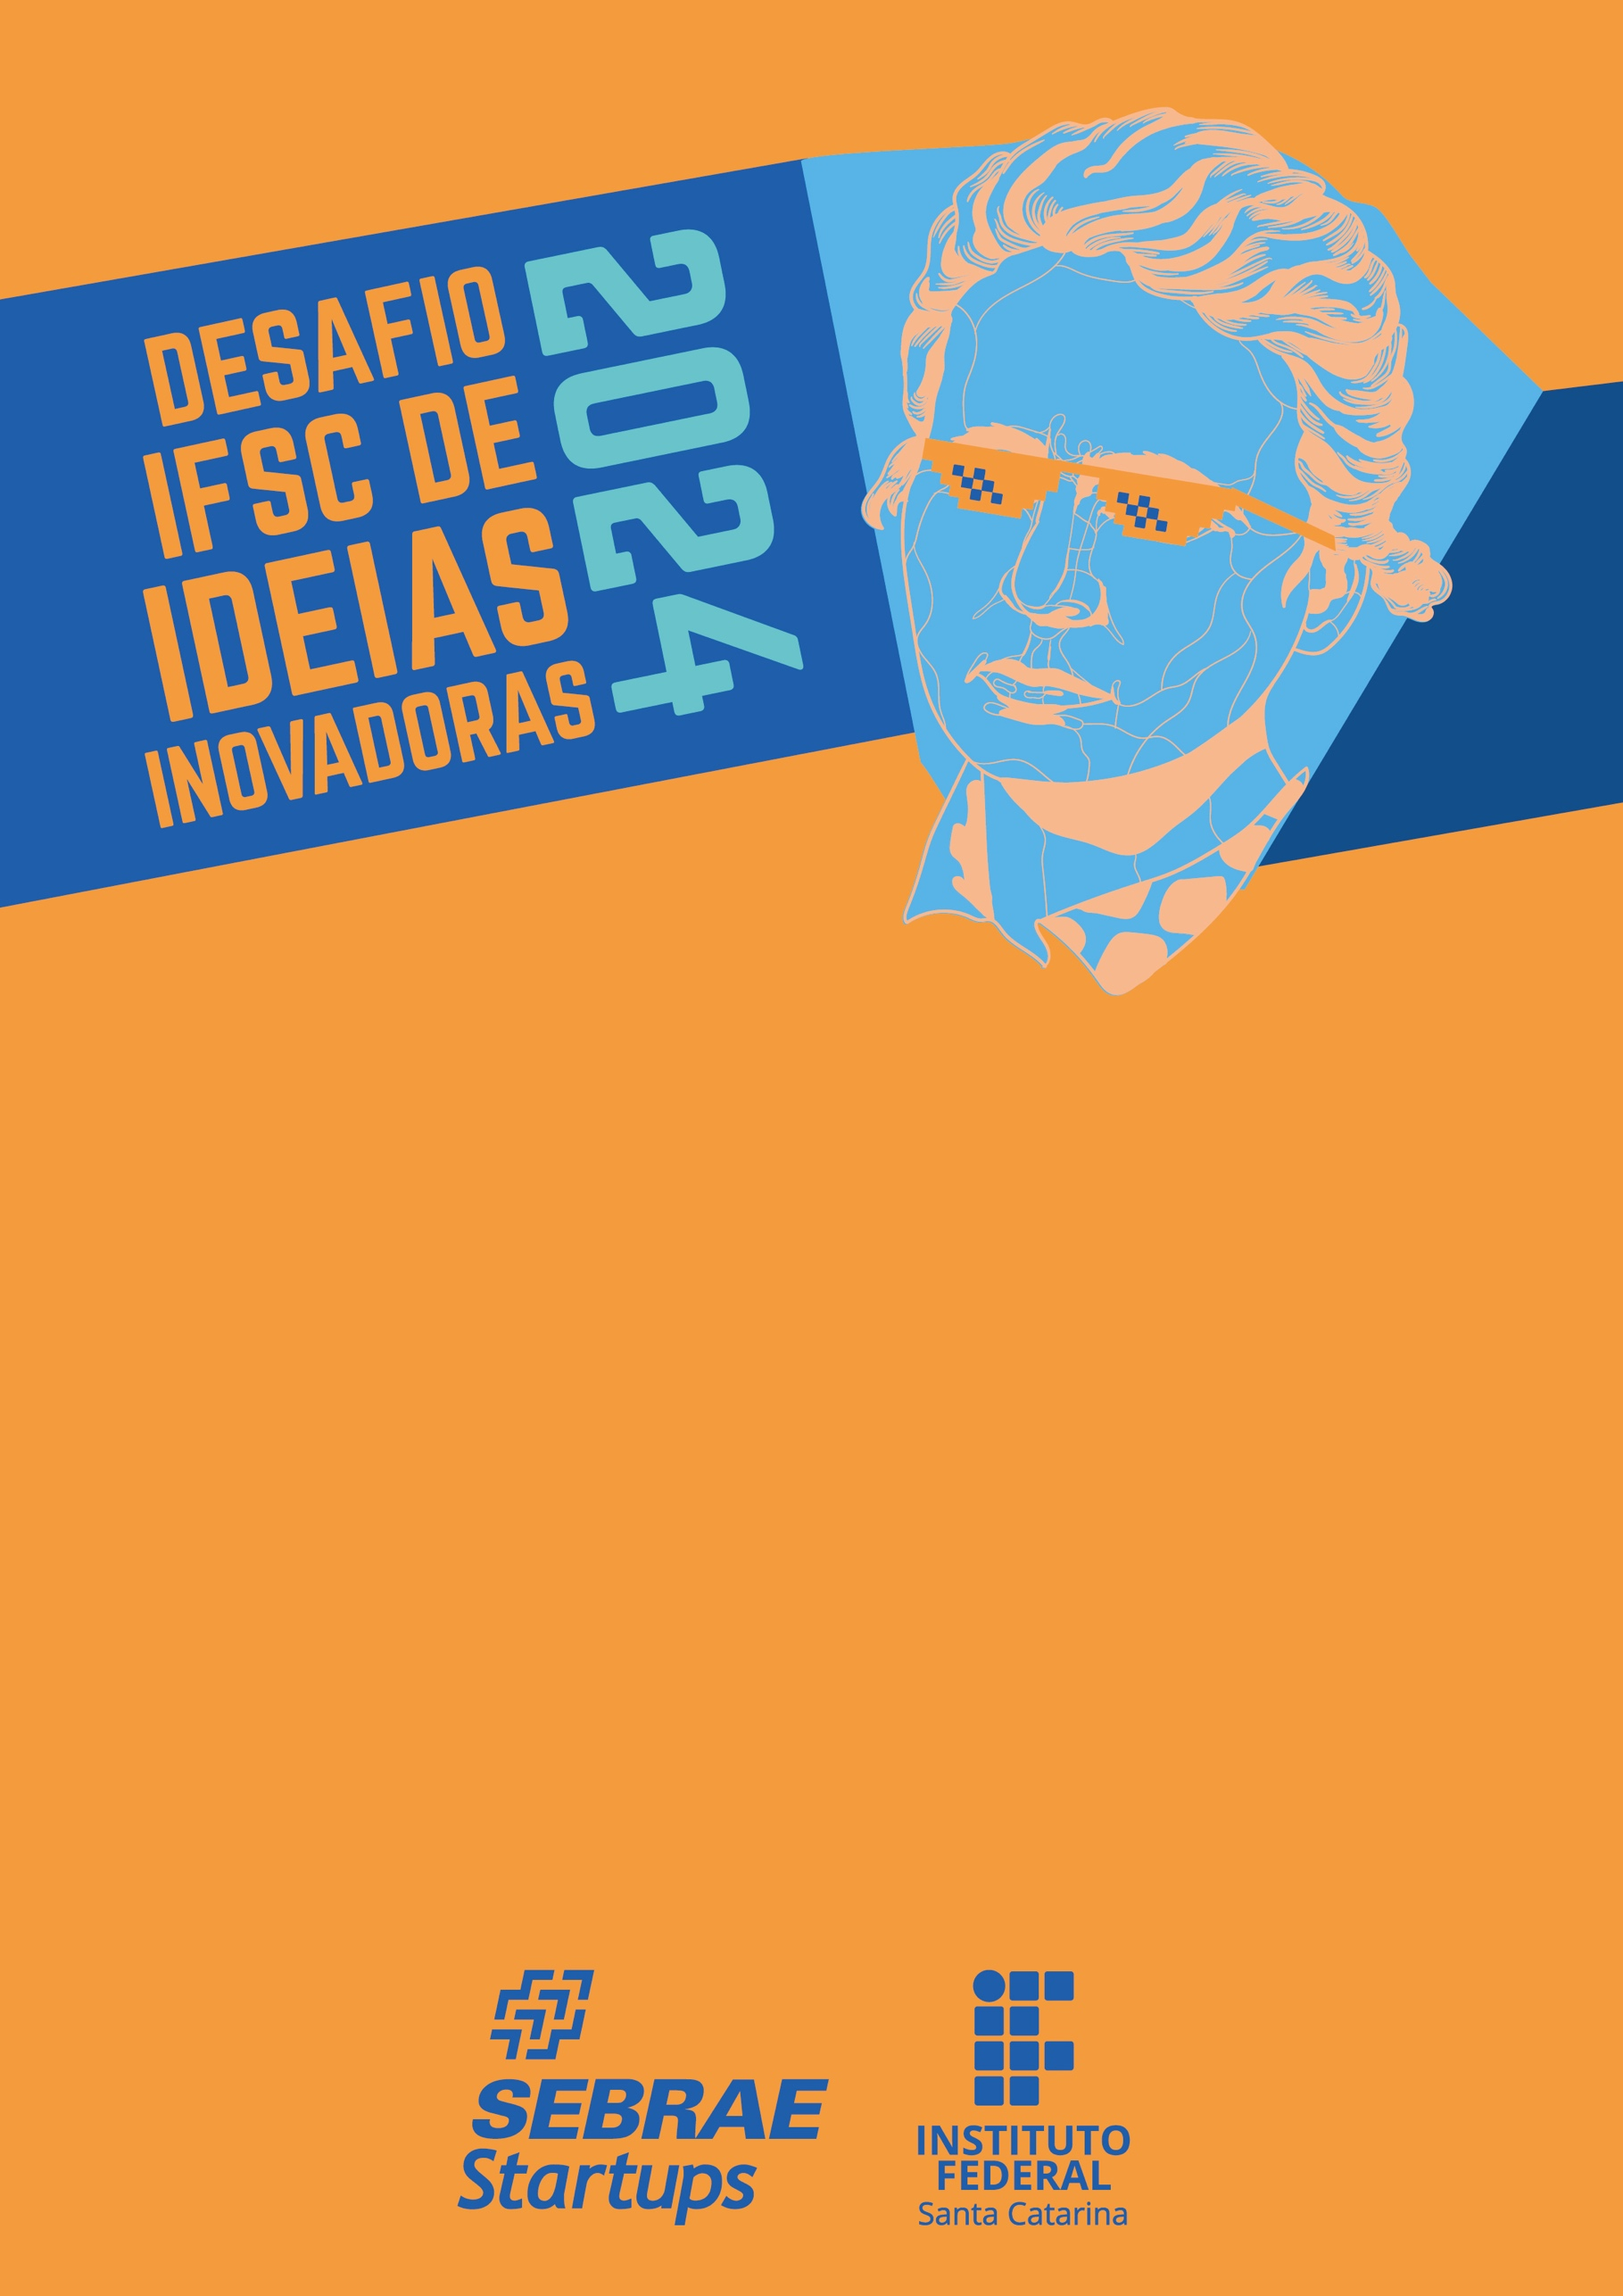 DESAFIO
IFSC DE
IDEIAS
INOVADORAS
2024
SEBRAE
Startups
INSTITUTO
FEDERAL
Santa Catarina